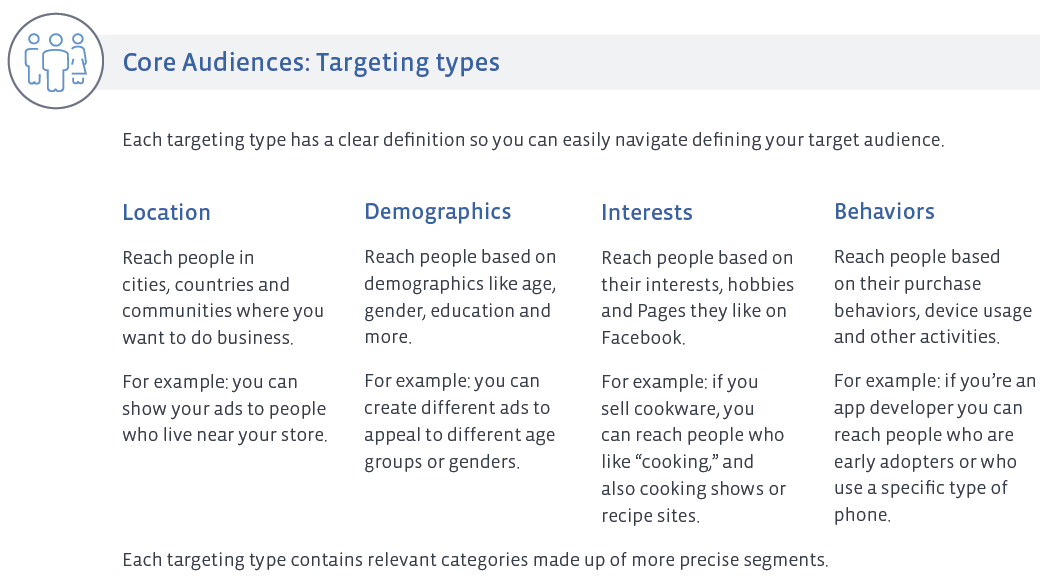 Core Audiences: Targeting types
Each targeting type has a clear definition so you can easily navigate defining your target audience.
Location
Reach people in
cities, countries and
communities where you
want to do business.
For example: you can
show your ads to people
who live near your store.
Demographics
Reach people based on
demographics like age,
gender, education and
more.
For example: you can
create different ads to
appeal to different age
groups or genders.
Interests
Reach people based on
their interests, hobbies
and Pages they like on
Facebook.
For example: if you
sell cookware, you
can reach people who
like “cooking,” and
also cooking shows or
recipe sites.
Behaviors
Reach people based
on their purchase
behaviors, device usage
and other activities.
For example: if you’re an
app developer you can
reach people who are
early adopters or who
use a specific type of
phone.
Each targeting type contains relevant categories made up of more precise segments.